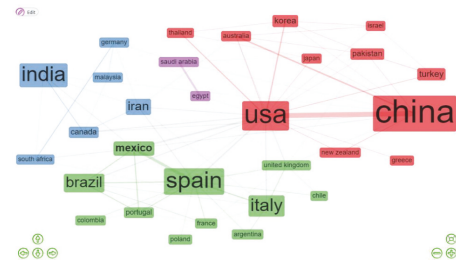 Edit
korea
israel
thailand
australia
germany
japan
pakistan
saudi arabia
turkey
india
malaysia
egypt
iran
usa
china
canada
mexico
new zealand
south africa
united kingdom
greece
brazil
spain
chile
italy
portugal
colombia
france
argentina
poland